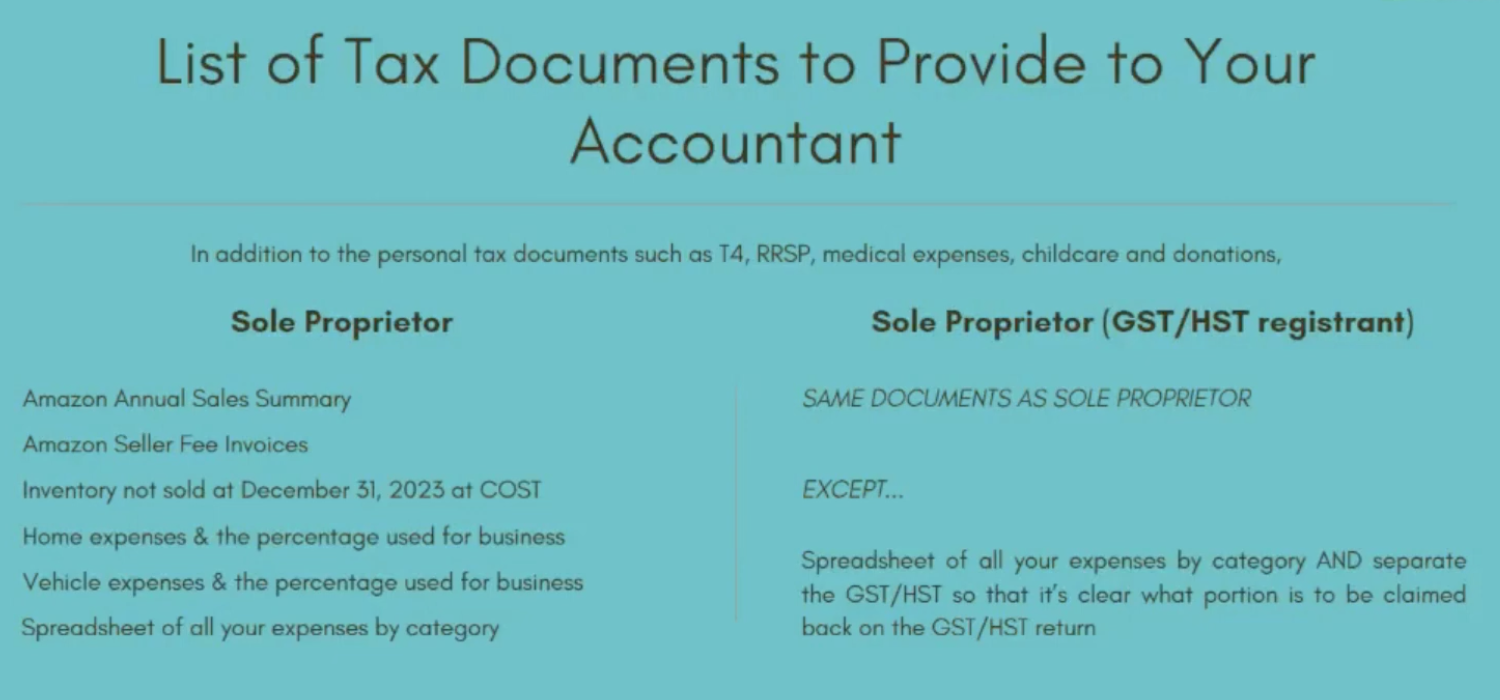 List of Tax Documents to Provide to Your
Accountant
In addition to the personal tax documents such as T4, RRSP, medical expenses, childcare and donations,
Sole Proprietor
Amazon Annual Sales Summary
Amazon Seller Fee Invoices
Inventory not sold at December 31, 2023 at COST
Home expenses & the percentage used for business
Vehicle expenses & the percentage used for business
Spreadsheet of all your expenses by category
Sole Proprietor (GST/HST registrant)
SAME DOCUMENTS AS SOLE PROPRIETOR
EXCEPT...
Spreadsheet of all your expenses by category AND separate
the GST/HST so that it's clear what portion is to be claimed
back on the GST/HST return